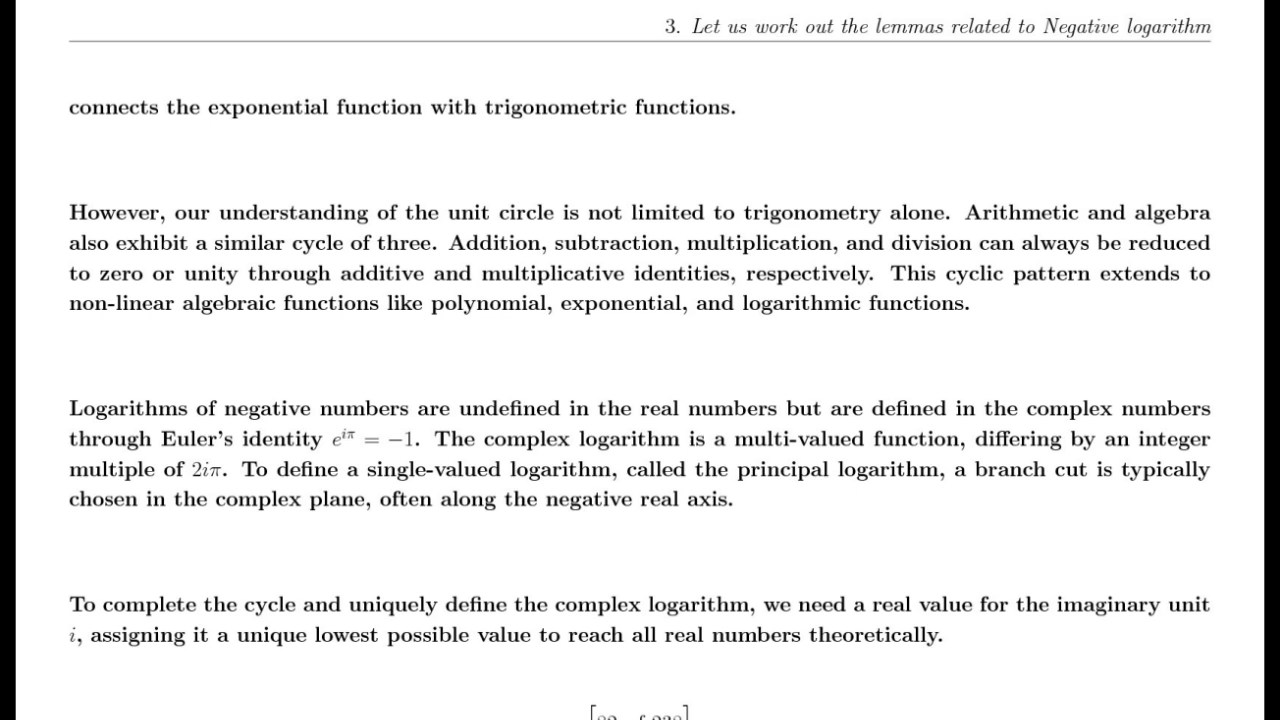 3. Let us work out the lemmas related to Negative logarithm
connects the exponential function with trigonometric functions.
However, our understanding of the unit circle is not limited to trigonometry alone. Arithmetic and algebra
also exhibit a similar cycle of three. Addition, subtraction, multiplication, and division can always be reduced
to zero or unity through additive and multiplicative identities, respectively. This cyclic pattern extends to
non-linear algebraic functions like polynomial, exponential, and logarithmic functions.
Logarithms of negative numbers are undefined in the real numbers but are defined in the complex numbers
through Euler's identity e^{iπ} = −1. The complex logarithm is a multi-valued function, differing by an integer
multiple of 2iπ. To define a single-valued logarithm, called the principal logarithm, a branch cut is typically
chosen in the complex plane, often along the negative real axis.
To complete the cycle and uniquely define the complex logarithm, we need a real value for the imaginary unit
i, assigning it a unique lowest possible value to reach all real numbers theoretically.